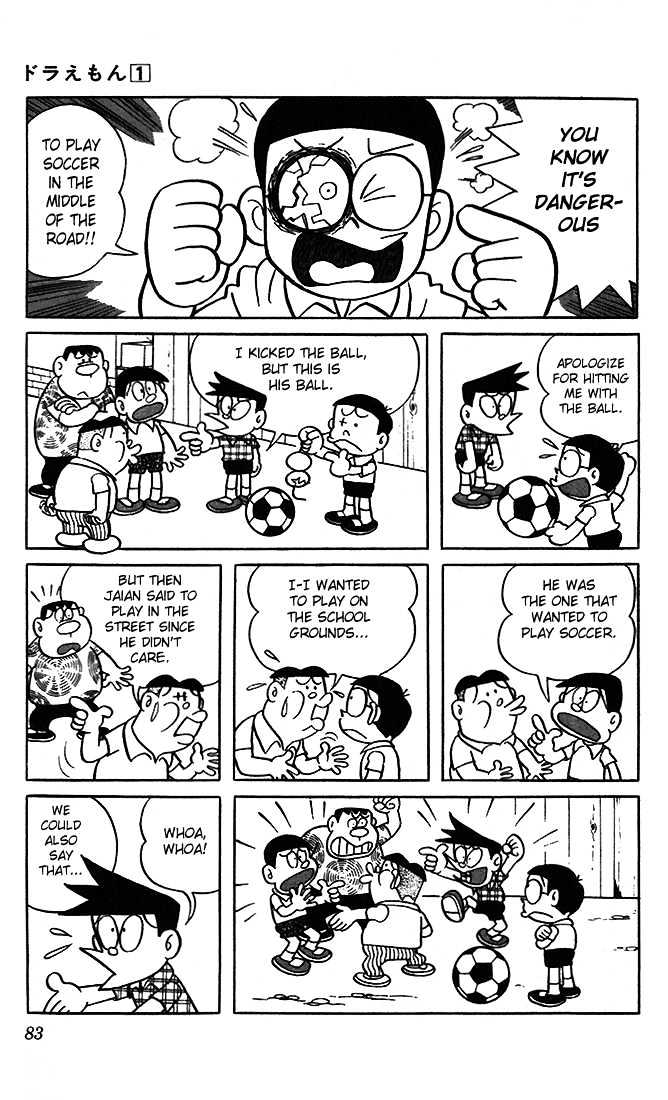 ドラえもん1
YOU
KNOW
IT'S
DANGER-
OUS
TO PLAY
SOCCER
IN THE
MIDDLE
OF THE
ROAD!!
APOLOGIZE
FOR HITTING
ME WITH
THE BALL.
I KICKED THE BALL,
BUT THIS IS
HIS BALL.
HE WAS
THE ONE THAT
WANTED TO
PLAY SOCCER.
I-I WANTED
TO PLAY ON
THE SCHOOL
GROUNDS...
BUT THEN
JAIAN SAID TO
PLAY IN THE
STREET SINCE
HE DIDN'T
CARE.
WHOA,
WHOA!
WE
COULD
ALSO
SAY
THAT...
83